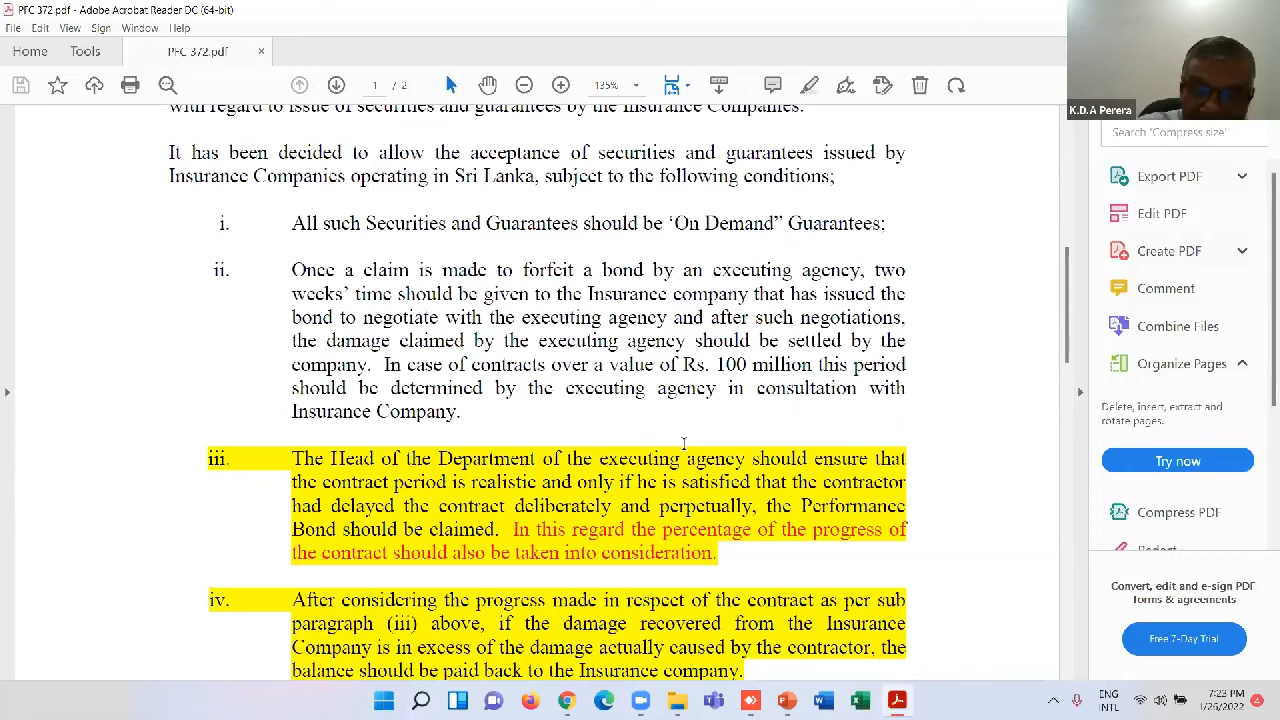 PFC 372.pdf - Adobe Acrobat Reader DC (64-bit)
File Edit View Sign Window Help
Home Tools PFC 372.pdf ×
1 / 2 135%
K.D.A Perera
with regard to issue of securities and guarantees by the Insurance Companies.
It has been decided to allow the acceptance of securities and guarantees issued by
Insurance Companies operating in Sri Lanka, subject to the following conditions;
i. All such Securities and Guarantees should be ‘On Demand” Guarantees;
ii. Once a claim is made to forfeit a bond by an executing agency, two
weeks’ time should be given to the Insurance company that has issued the
bond to negotiate with the executing agency and after such negotiations,
the damage claimed by the executing agency should be settled by the
company. In case of contracts over a value of Rs. 100 million this period
should be determined by the executing agency in consultation with
Insurance Company.
iii. The Head of the Department of the executing agency should ensure that
the contract period is realistic and only if he is satisfied that the contractor
had delayed the contract deliberately and perpetually, the Performance
Bond should be claimed. In this regard the percentage of the progress of
the contract should also be taken into consideration.
iv. After considering the progress made in respect of the contract as per sub
paragraph (iii) above, if the damage recovered from the Insurance
Company is in excess of the damage actually caused by the contractor, the
balance should be paid back to the Insurance company.
Search 'Compress size'
Export PDF
Edit PDF
Create PDF
Comment
Combine Files
Organize Pages
Delete, insert, extract and
rotate pages.
Try now
Compress PDF
Redact
Convert, edit and e-sign PDF
forms & agreements
Free 7-Day Trial
ENG
INTL
7:23 PM
1/26/2022
4